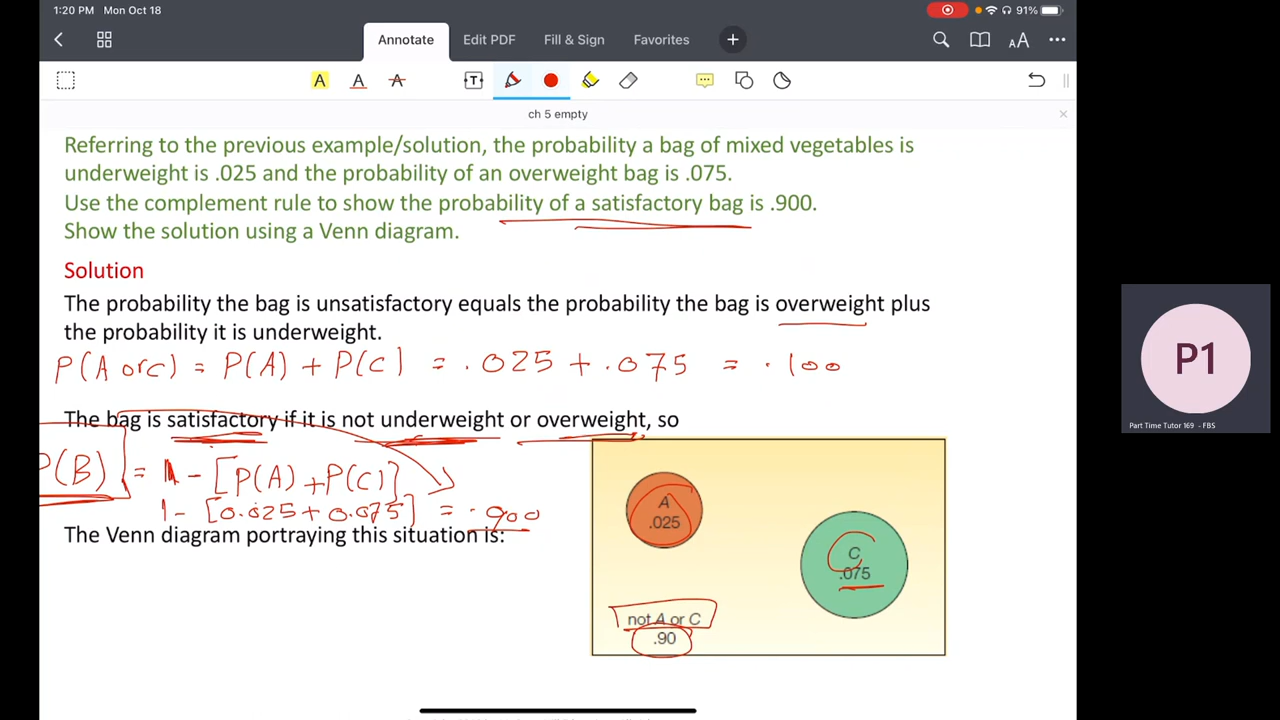 1:20 PM Mon Oct 18
91%
Annotate Edit PDF Fill & Sign Favorites
A A A T AA
ch 5 empty
Referring to the previous example/solution, the probability a bag of mixed vegetables is
underweight is .025 and the probability of an overweight bag is .075.
Use the complement rule to show the probability of a satisfactory bag is .900.
Show the solution using a Venn diagram.
Solution
The probability the bag is unsatisfactory equals the probability the bag is overweight plus
the probability it is underweight.
P(A or C) = P(A) + P(C) = .025 + .075 = .100
The bag is satisfactory if it is not underweight or overweight, so
P(B) = 1 - [P(A)+P(C)]
1 - [0.025+0.075] = .900
The Venn diagram portraying this situation is:
A
.025
C
.075
not A or C
.90
P1
Part Time Tutor 169 - FBS